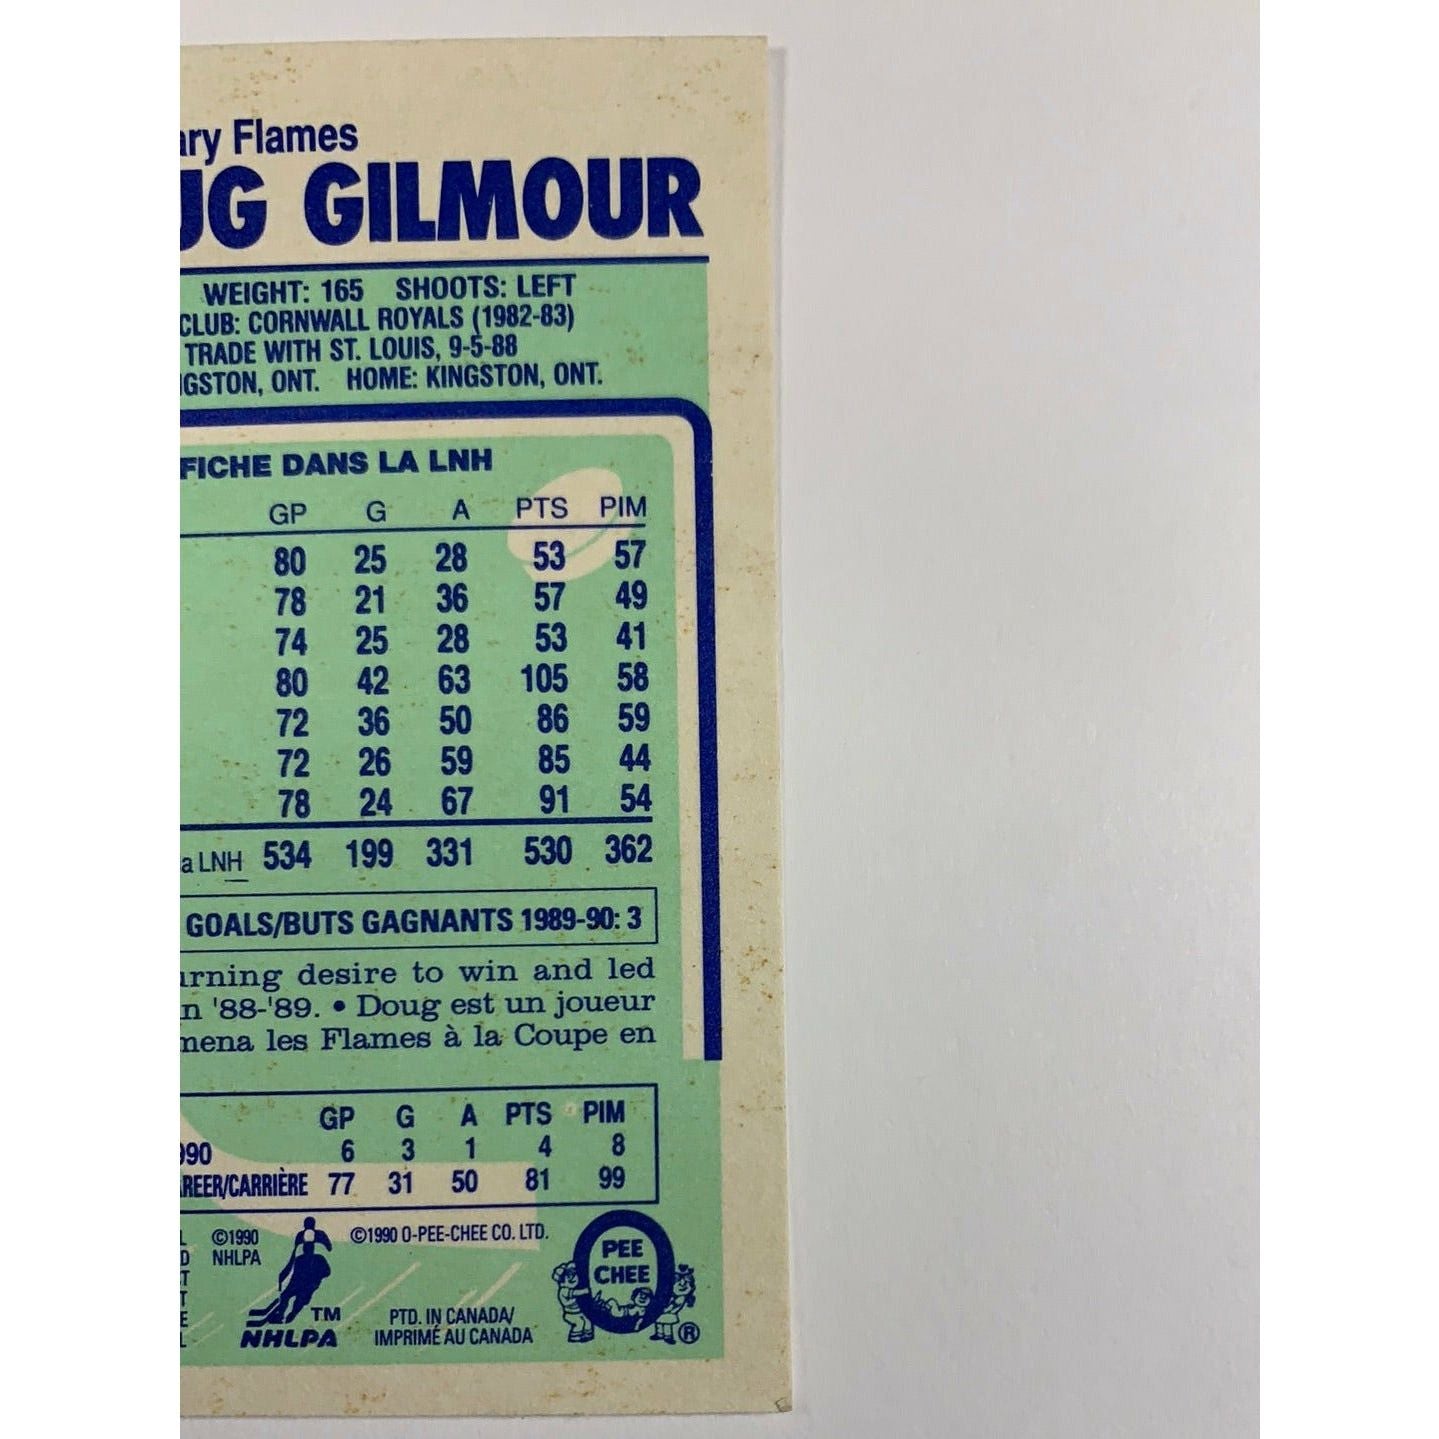 Flames
GILMOUR
WEIGHT: 165 SHOOTS: LEFT
CLUB: CORNWALL ROYALS (1982-83)
TRADE WITH ST. LOUIS, 9-5-88
GSTON, ONT. HOME: KINGSTON, ONT.
FICHE DANS LA LNH
GP G A PTS PIM
80 25 28 53 57
78 21 36 57 49
74 25 28 53 41
80 42 63 105 58
72 36 50 86 59
72 26 59 85 44
78 24 67 91 54
a LNH 534 199 331 530 362
GOALS/BUTS GAGNANTS 1989-90: 3
urning desire to win and led
n '88-'89. • Doug est un joueur
mena les Flames à la Coupe en
GP G A PTS PIM
990 6 3 1 4 8
REER/CARRIÈRE 77 31 50 81 99
©1990 ©1990 O-PEE-CHEE CO. LTD.
NHLPA
PEE
CHEE
TM
NHLPA
PTD. IN CANADA/
IMPRIMÉ AU CANADA
®